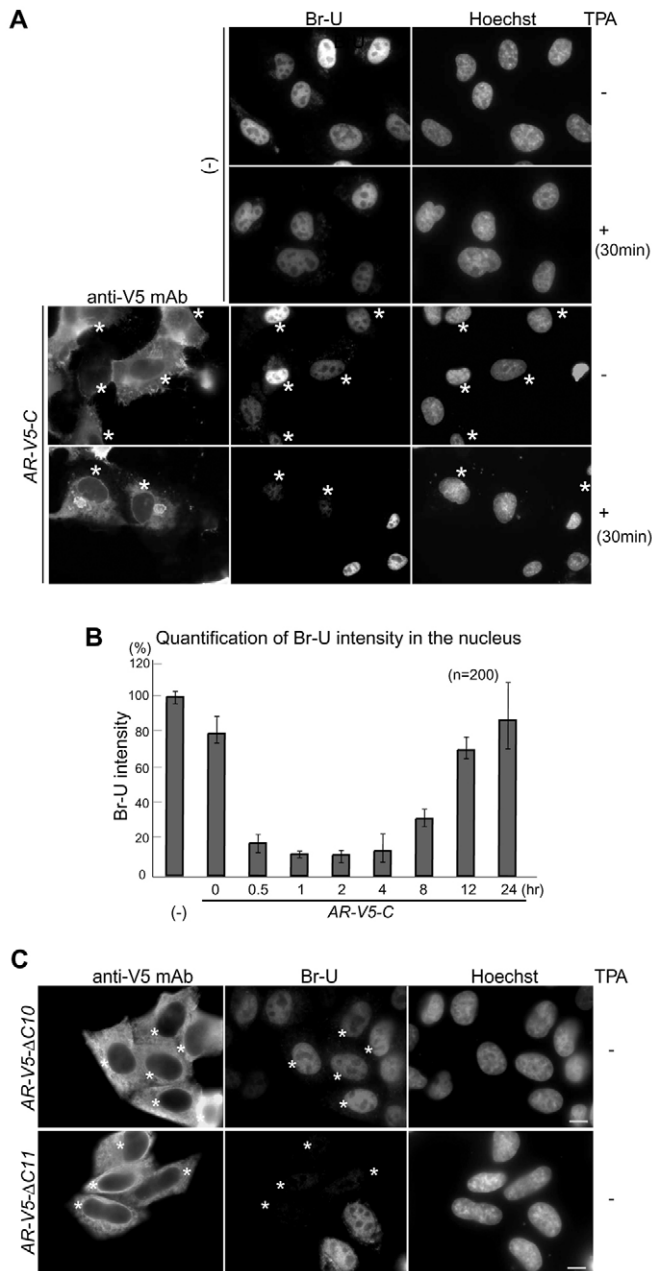 A
Br-U Hoechst TPA
(-)
-
+
(30min)
anti-V5 mAb
AR-V5-C
* * * * *
* * * * *
* * * *
-
* *
* *
* *
+
(30min)
B Quantification of Br-U intensity in the nucleus
(%)
(n=200)
Br-U intensity
120
100
80
60
40
20
0
0 0.5 1 2 4 8 12 24 (hr)
(-) AR-V5-C
C
anti-V5 mAb Br-U Hoechst TPA
AR-V5-ΔC10
* * * * *
* * * * *
-
AR-V5-ΔC11
* * * *
* * * *
-